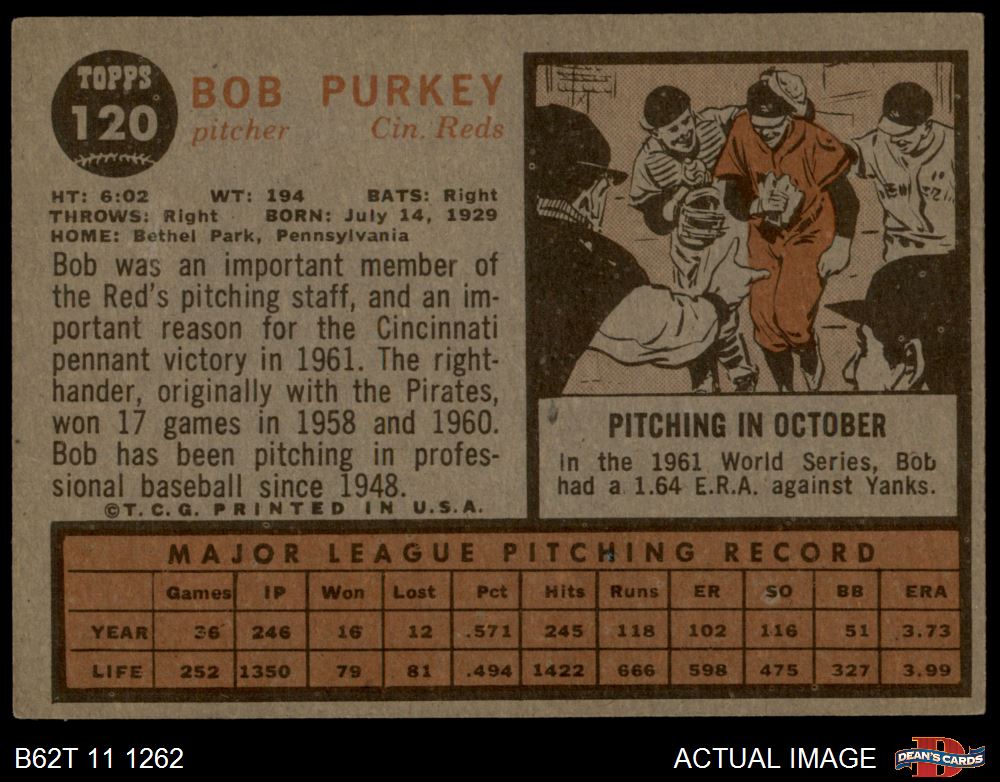 TOPPS
120
BOB PURKEY
pitcher Cin. Reds
HT: 6:02 WT: 194 BATS: Right
THROWS: Right BORN: July 14, 1929
HOME: Bethel Park, Pennsylvania
Bob was an important member of
the Red's pitching staff, and an im-
portant reason for the Cincinnati
pennant victory in 1961. The right-
hander, originally with the Pirates,
won 17 games in 1958 and 1960.
Bob has been pitching in profes-
sional baseball since 1948.
©T.C.G. PRINTED IN U.S.A.
PITCHING IN OCTOBER
In the 1961 World Series, Bob
had a 1.64 E.R.A. against Yanks.
MAJOR LEAGUE PITCHING RECORD
Games IP Won Lost Pct Hits Runs ER SO BB ERA
YEAR 36 246 16 12 .571 245 118 102 116 51 3.73
LIFE 252 1350 79 81 .494 1422 666 598 475 327 3.99
B62T 11 1262
ACTUAL IMAGE
D
DEAN'S CARDS